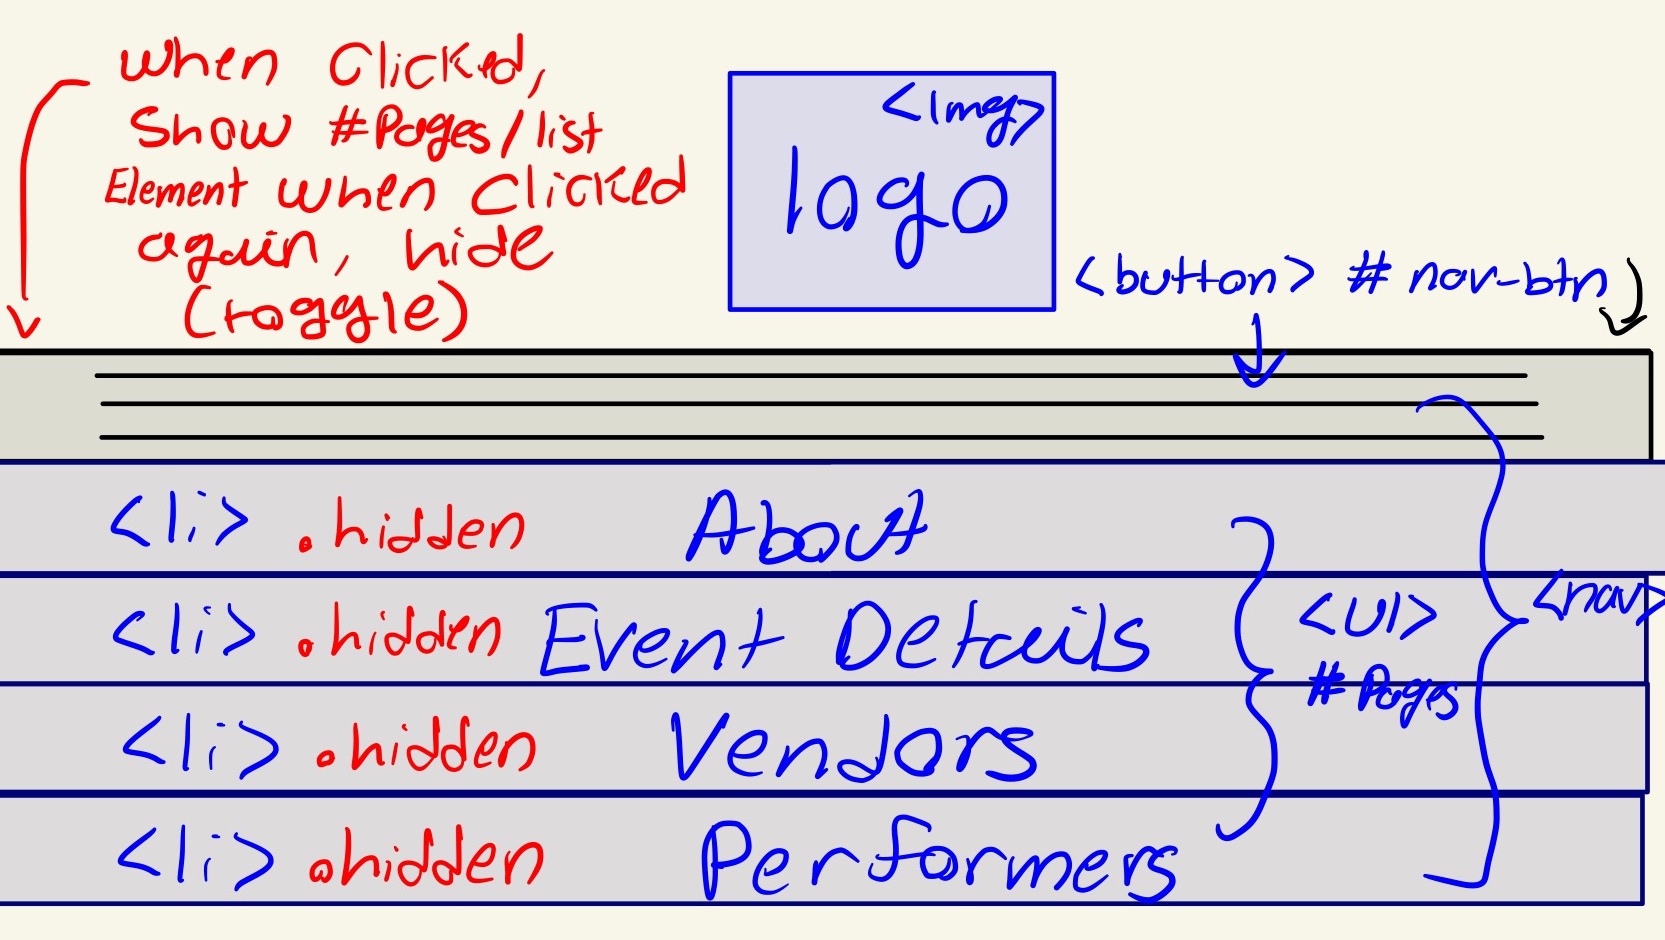 when Clicked,
Show #Pages/list
Element when Clicked
again, hide
(toggle)
<Img>
logo
<button> # nav-btn
<li> .hidden About
<li> .hidden Event Details
<li> .hidden Vendors
<li> .hidden Performers
<Ul>
# Pages
<nav>